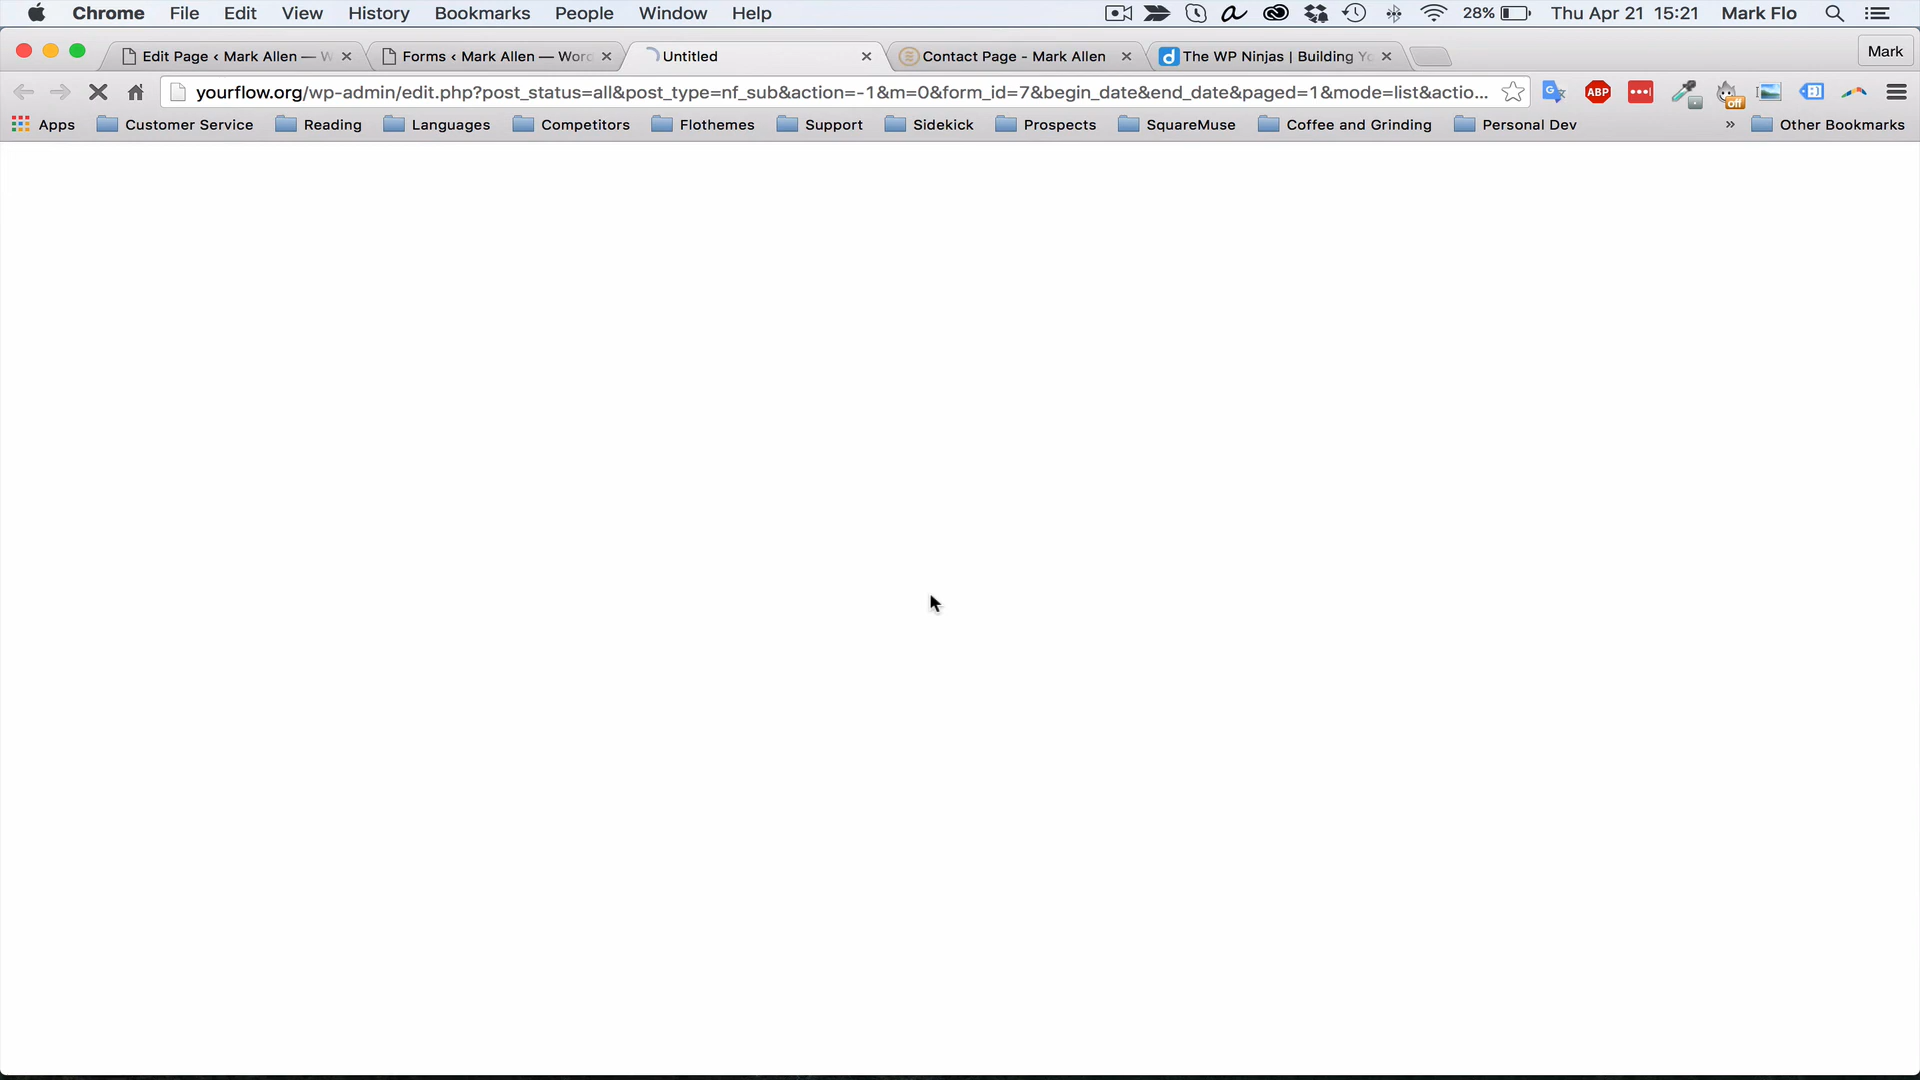 Chrome File Edit View History Bookmarks People Window Help 28% Thu Apr 21 15:21 Mark Flo
Edit Page ‹ Mark Allen — W Forms ‹ Mark Allen — Word Untitled Contact Page - Mark Allen The WP Ninjas | Building Yo Mark
yourflow.org/wp-admin/edit.php?post_status=all&post_type=nf_sub&action=-1&m=0&form_id=7&begin_date&end_date&paged=1&mode=list&actio... ABP off
Apps Customer Service Reading Languages Competitors Flothemes Support Sidekick Prospects SquareMuse Coffee and Grinding Personal Dev » Other Bookmarks